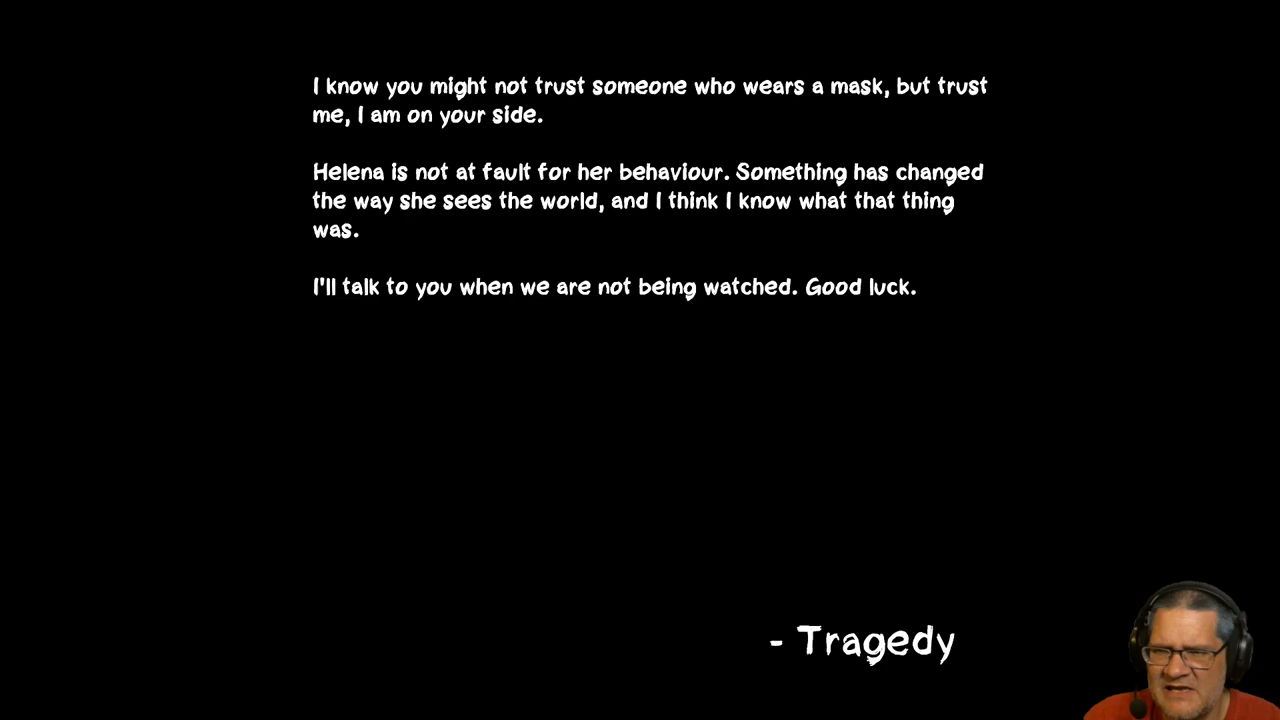 I know you might not trust someone who wears a mask, but trust
me, I am on your side.
Helena is not at fault for her behaviour. Something has changed
the way she sees the world, and I think I know what that thing
was.
I'll talk to you when we are not being watched. Good luck.
- Tragedy